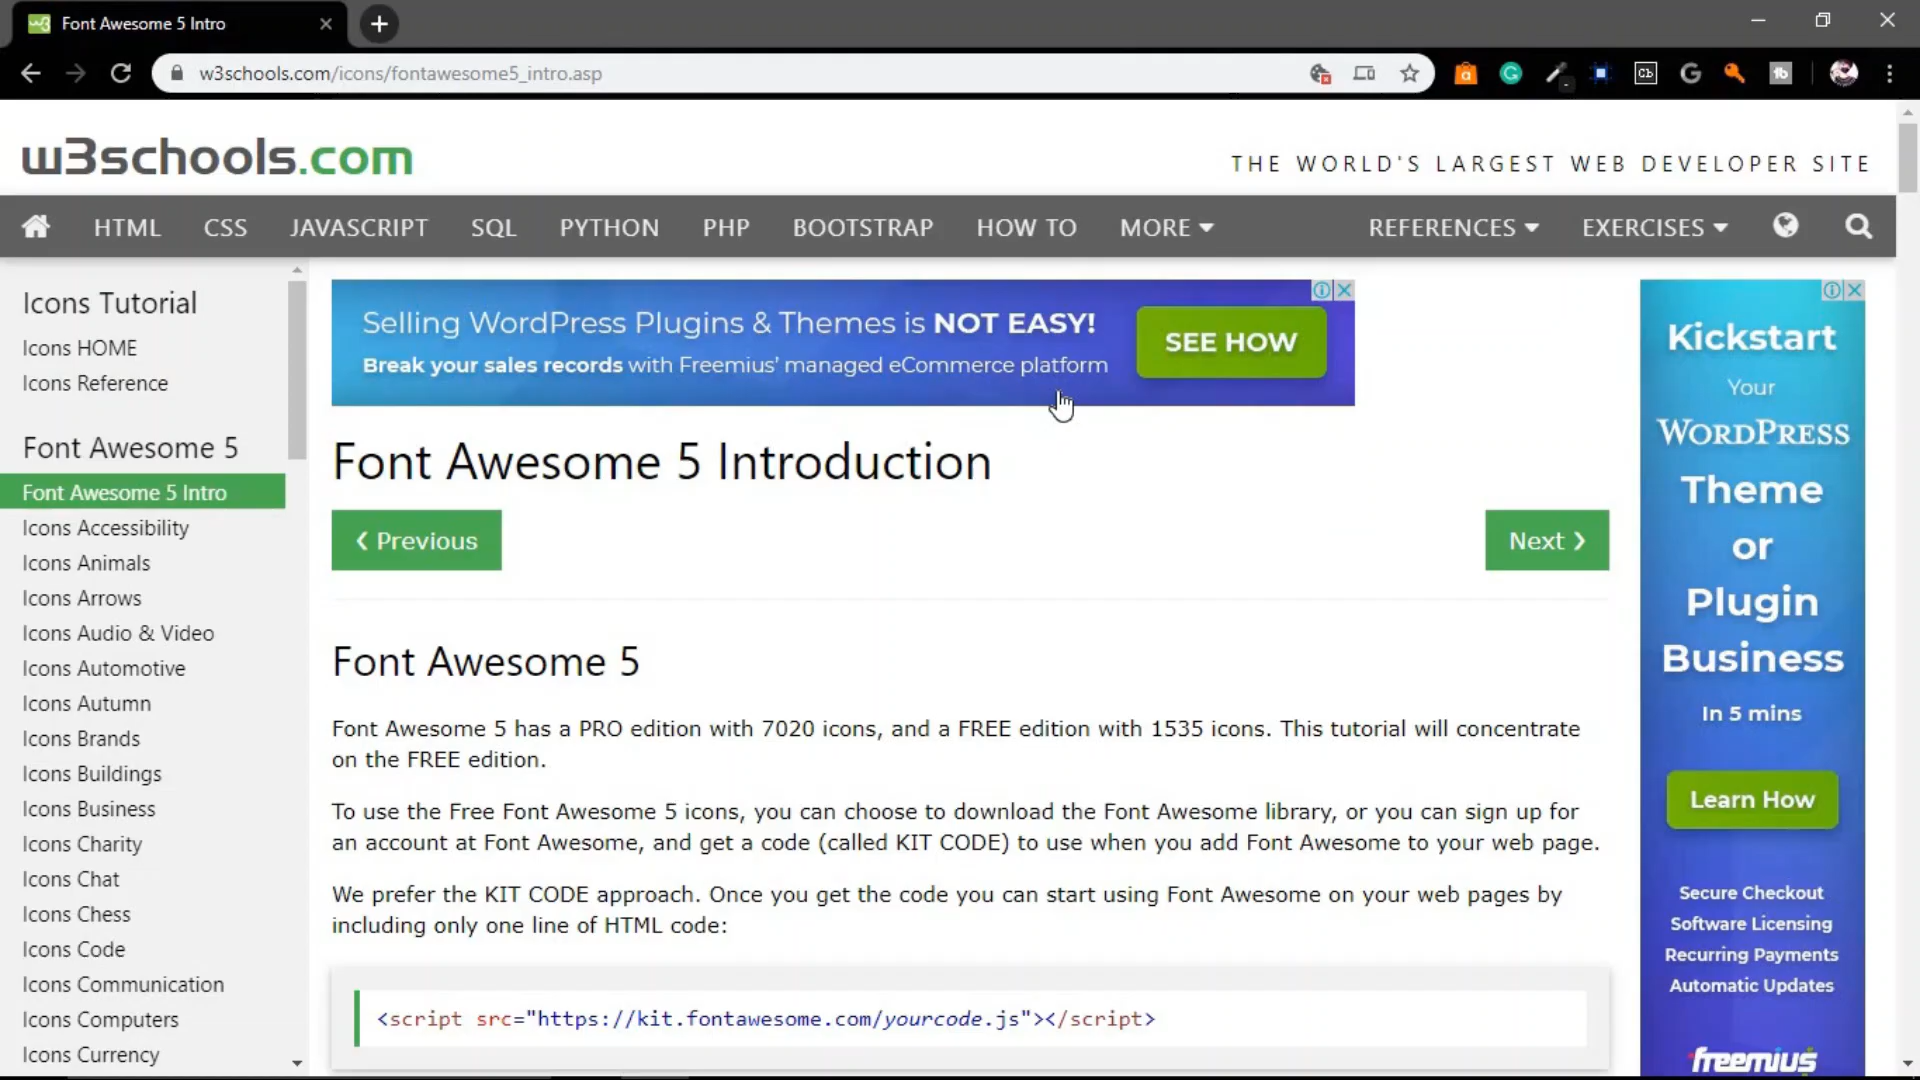 Font Awesome 5 Intro
w3schools.com/icons/fontawesome5_intro.asp
w3schools.com
THE WORLD'S LARGEST WEB DEVELOPER SITE
HTML CSS JAVASCRIPT SQL PYTHON PHP BOOTSTRAP HOW TO MORE REFERENCES EXERCISES
Icons Tutorial
Icons HOME
Icons Reference
Font Awesome 5
Font Awesome 5 Intro
Icons Accessibility
Icons Animals
Icons Arrows
Icons Audio & Video
Icons Automotive
Icons Autumn
Icons Brands
Icons Buildings
Icons Business
Icons Charity
Icons Chat
Icons Chess
Icons Code
Icons Communication
Icons Computers
Icons Currency
Selling WordPress Plugins & Themes is NOT EASY!
Break your sales records with Freemius' managed eCommerce platform
SEE HOW
Font Awesome 5 Introduction
❮ Previous
Next ❯
Font Awesome 5
Font Awesome 5 has a PRO edition with 7020 icons, and a FREE edition with 1535 icons. This tutorial will concentrate
on the FREE edition.
To use the Free Font Awesome 5 icons, you can choose to download the Font Awesome library, or you can sign up for
an account at Font Awesome, and get a code (called KIT CODE) to use when you add Font Awesome to your web page.
We prefer the KIT CODE approach. Once you get the code you can start using Font Awesome on your web pages by
including only one line of HTML code:
<script src="https://kit.fontawesome.com/yourcode.js"></script>
Kickstart
Your
WORDPRESS
Theme
or
Plugin
Business
In 5 mins
Learn How
Secure Checkout
Software Licensing
Recurring Payments
Automatic Updates
freemius